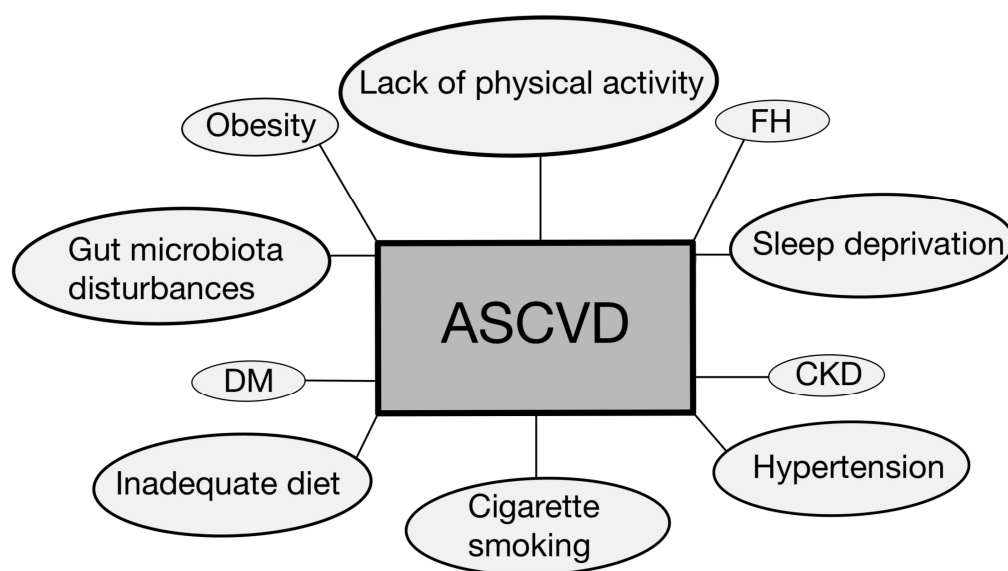 Lack of physical activity
Obesity
FH
Gut microbiota
disturbances
Sleep deprivation
ASCVD
DM
CKD
Inadequate diet
Hypertension
Cigarette
smoking